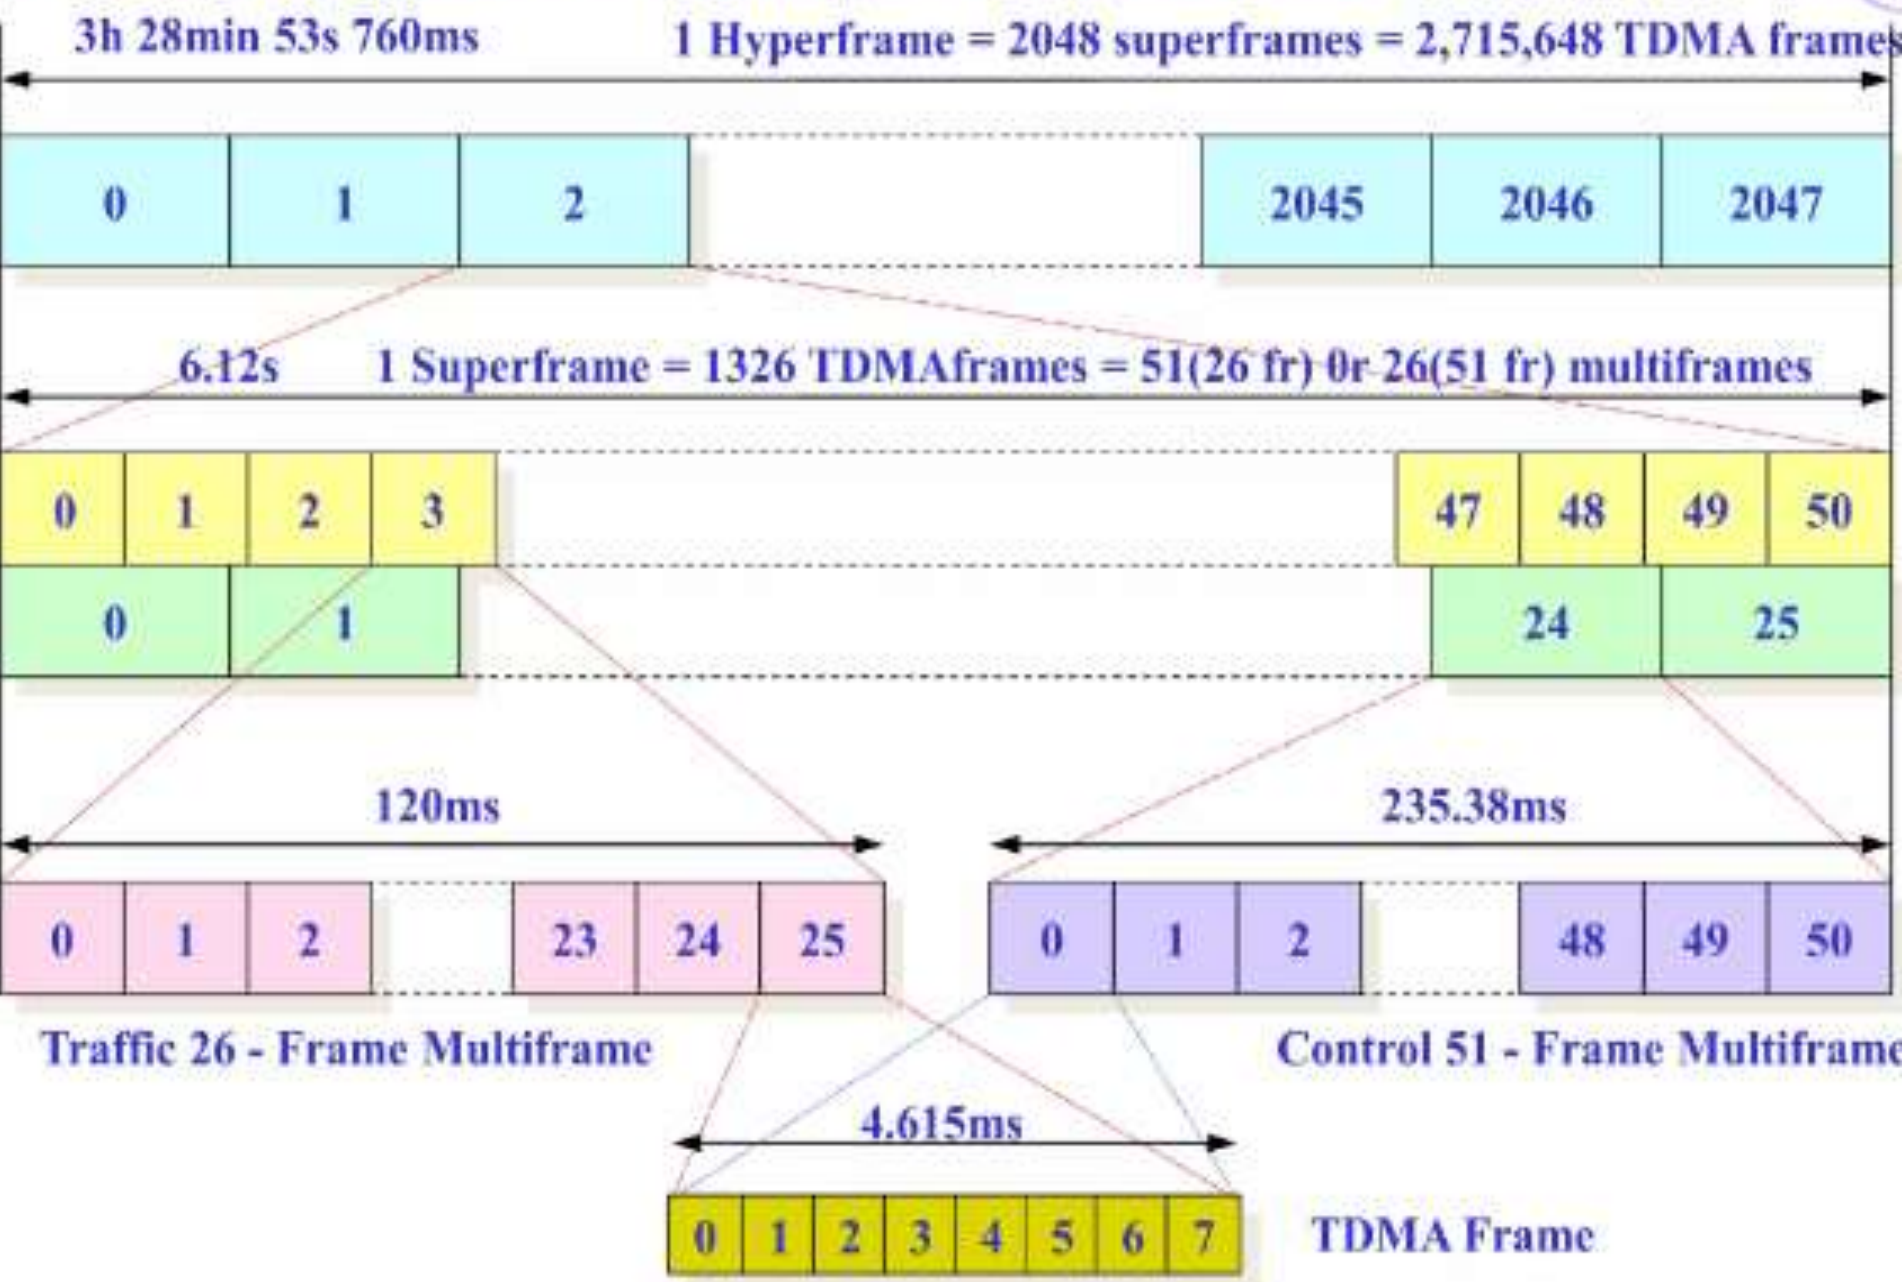 3h 28min 53s 760ms 1 Hyperframe = 2048 superframes = 2,715,648 TDMA frames
0 1 2 2045 2046 2047
6.12s 1 Superframe = 1326 TDMAframes = 51(26 fr) 0r 26(51 fr) multiframes
0 1 2 3 47 48 49 50
0 1 24 25
120ms 235.38ms
0 1 2 23 24 25 0 1 2 48 49 50
Traffic 26 - Frame Multiframe Control 51 - Frame Multiframe
4.615ms
0 1 2 3 4 5 6 7 TDMA Frame